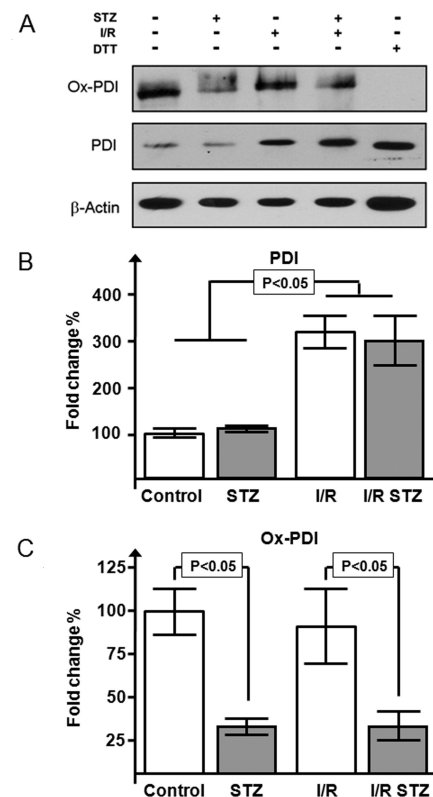 A
STZ - + - + -
I/R - - + + -
DTT - - - - +
Ox-PDI
PDI
β-Actin
B
PDI
P<0.05
Fold change %
400
300
200
100
Control STZ I/R I/R STZ
C
Ox-PDI
P<0.05 P<0.05
Fold change %
125
100
75
50
25
Control STZ I/R I/R STZ